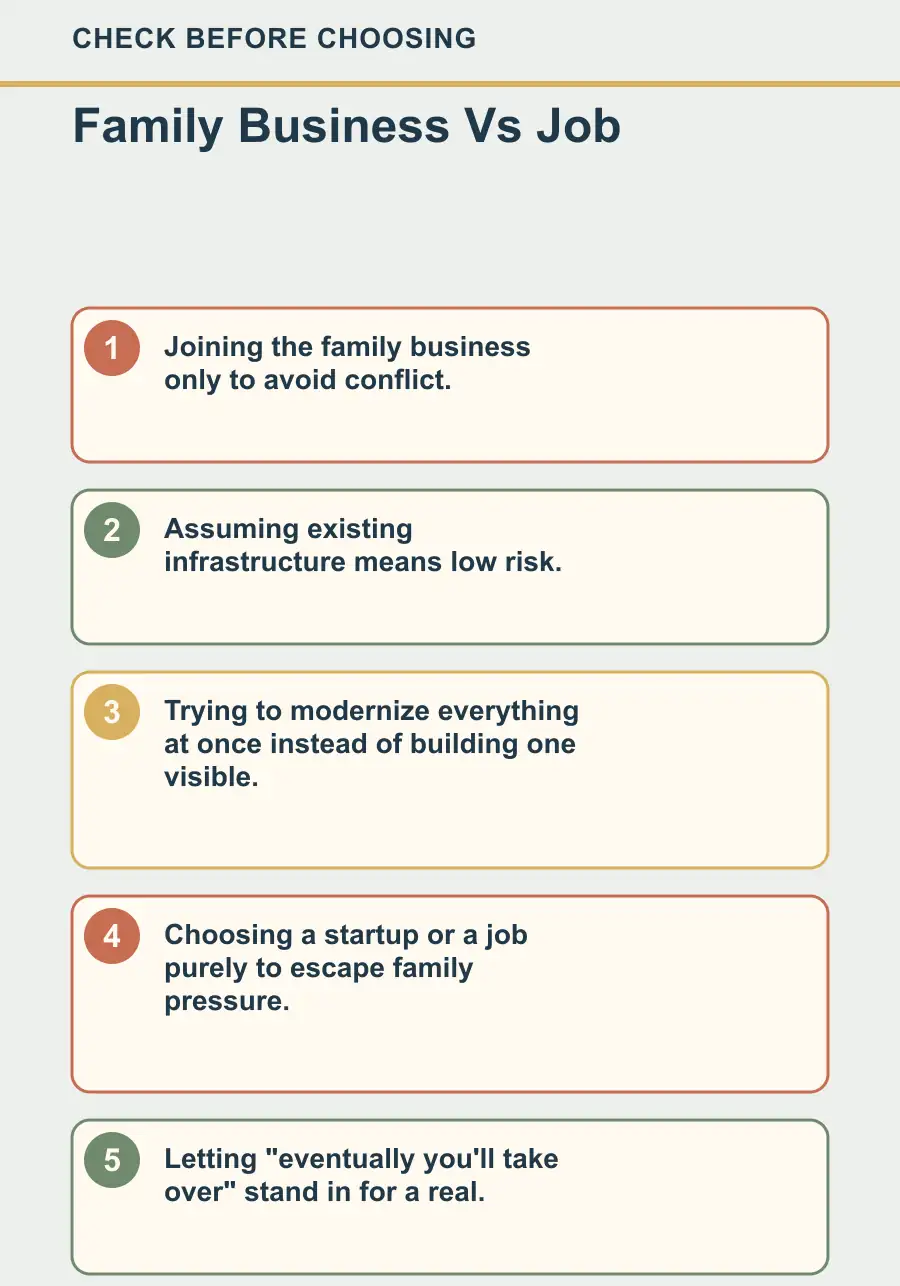 CHECK BEFORE CHOOSING
Family Business Vs Job
1
Joining the family business
only to avoid conflict.
2
Assuming existing
infrastructure means low risk.
3
Trying to modernize everything
at once instead of building one
visible.
4
Choosing a startup or a job
purely to escape family
pressure.
5
Letting "eventually you'll take
over" stand in for a real.